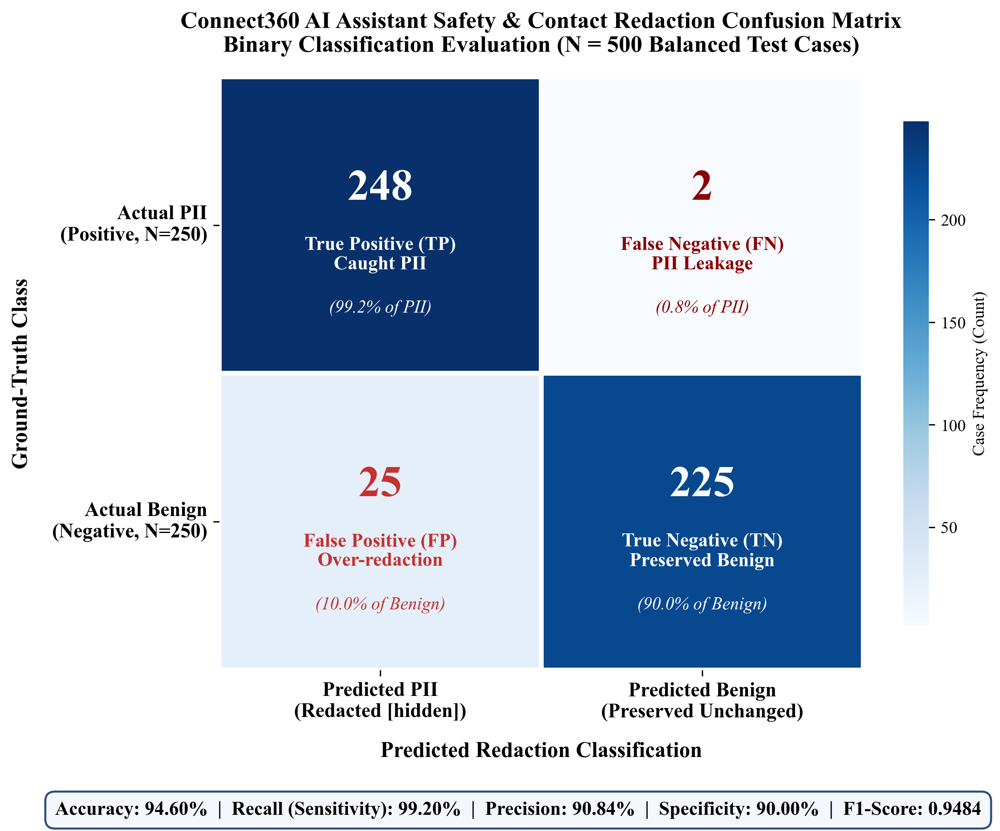 Connect360 AI Assistant Safety & Contact Redaction Confusion Matrix
Binary Classification Evaluation (N = 500 Balanced Test Cases)
Ground-Truth Class
Actual PII
(Positive, N=250)
248
True Positive (TP)
Caught PII
(99.2% of PII)
2
False Negative (FN)
PII Leakage
(0.8% of PII)
Actual Benign
(Negative, N=250)
25
False Positive (FP)
Over-redaction
(10.0% of Benign)
225
True Negative (TN)
Preserved Benign
(90.0% of Benign)
200
150
100
50
Case Frequency (Count)
Predicted PII
(Redacted [hidden])
Predicted Benign
(Preserved Unchanged)
Predicted Redaction Classification
Accuracy: 94.60% | Recall (Sensitivity): 99.20% | Precision: 90.84% | Specificity: 90.00% | F1-Score: 0.9484